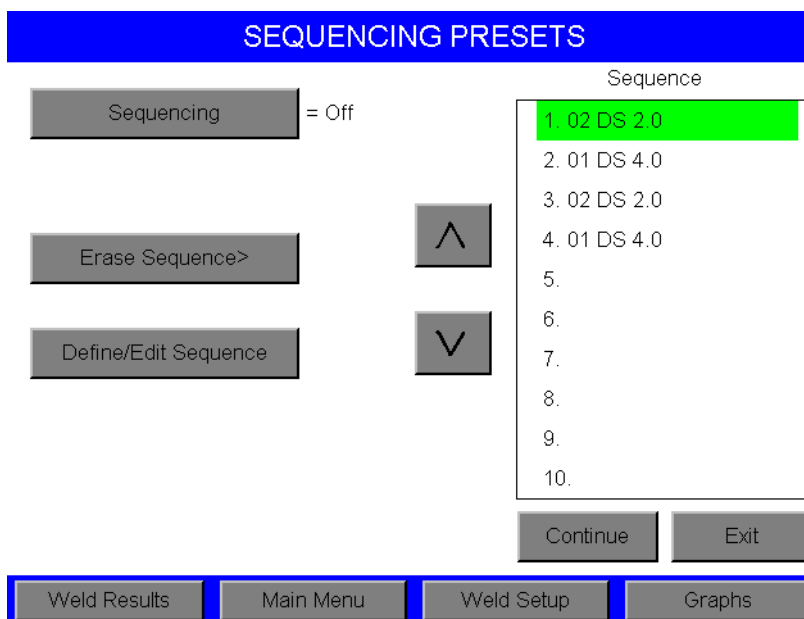 SEQUENCING PRESETS
Sequencing = Off
Erase Sequence>
Define/Edit Sequence
Λ
V
Sequence
1. 02 DS 2.0
2. 01 DS 4.0
3. 02 DS 2.0
4. 01 DS 4.0
5.
6.
7.
8.
9.
10.
Continue
Exit
Weld Results
Main Menu
Weld Setup
Graphs